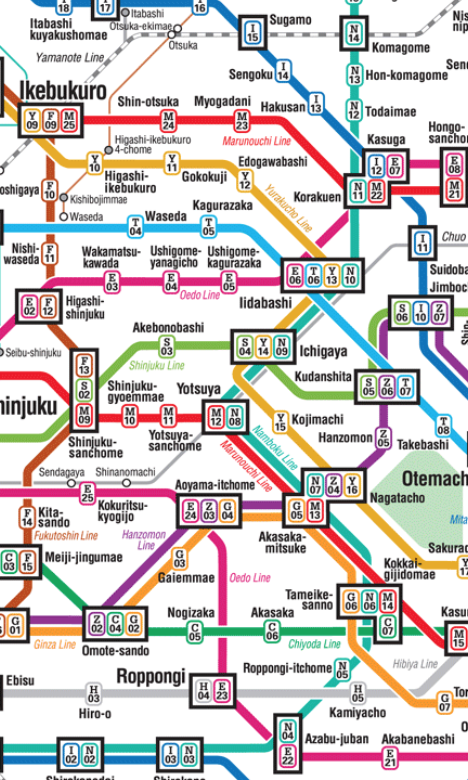 I 18
I 17
Itabashi
Otsuka-ekimae
I 18
Itabashi
kuyakushomae
Otsuka
I 15
Sugamo
N 14
Komagome
Yamanote Line
Sengoku
I 14
N 13
Hon-komagome
Ikebukuro
Y 09
F 09
M 25
Shin-otsuka
M 24
Myogadani
M 23
Hakusan
I 13
N 12
Todaimae
Marunouchi Line
Kasuga
I 12
E 07
Hongo-
E 08
M 21
Higashi-ikebukuro
4-chome
Y 10
Higashi-
ikebukuro
Y 11
Gokokuji
Edogawabashi
Y 12
Korakuen
N 11
M 22
F 10
Kishibojimmae
Waseda
Yurakucho Line
T 04
Waseda
Kagurazaka
T 05
I 11
Chuo
Nishi-
waseda
F 11
Wakamatsu-
kawada
E 03
Ushigome-
yanagicho
E 04
Ushigome-
kagurazaka
E 05
Oedo Line
E 06
T 06
Y 13
N 10
Iidabashi
E 02
F 12
Higashi-
shinjuku
S 06
I 10
Z 07
Akebonobashi
S 03
Shinjuku Line
S 04
Y 14
N 09
Ichigaya
Seibu-shinjuku
F 13
S 02
M 09
Shinjuku-
gyoemmae
M 10
M 11
Yotsuya-
sanchome
Yotsuya
M 12
N 08
Kudanshita
S 05
Z 06
T 07
Shinjuku-
sanchome
Y 15
Kojimachi
Hanzomon
Z 05
T 08
Takebashi
Namboku Line
Marunouchi Line
Sendagaya
Shinanomachi
E 25
Kokuritsu-
kyogijo
Aoyama-itchome
E 24
Z 03
G 04
N 07
Z 04
Y 16
Nagatacho
G 05
M 13
Akasaka-
mitsuke
F 14
Kita-
sando
Fukutoshin Line
Hanzomon
Line
G 03
Gaiemmae
Oedo Line
C 03
F 15
Meiji-jingumae
Kokkai-
gijidomae
Tameike-
sanno
G 06
N 06
M 14
C 07
G 01
Ginza Line
Z 02
C 04
G 02
Omote-sando
Nogizaka
C 05
Akasaka
C 06
Chiyoda Line
M 15
Hibiya Line
Ebisu
H 03
Hiro-o
Roppongi
H 04
E 23
Roppongi-itchome
N 05
H 05
Kamiyacho
G 07
N 04
E 22
Azabu-juban
Akabanebashi
E 21
I 02
N 02
I 03
N 03